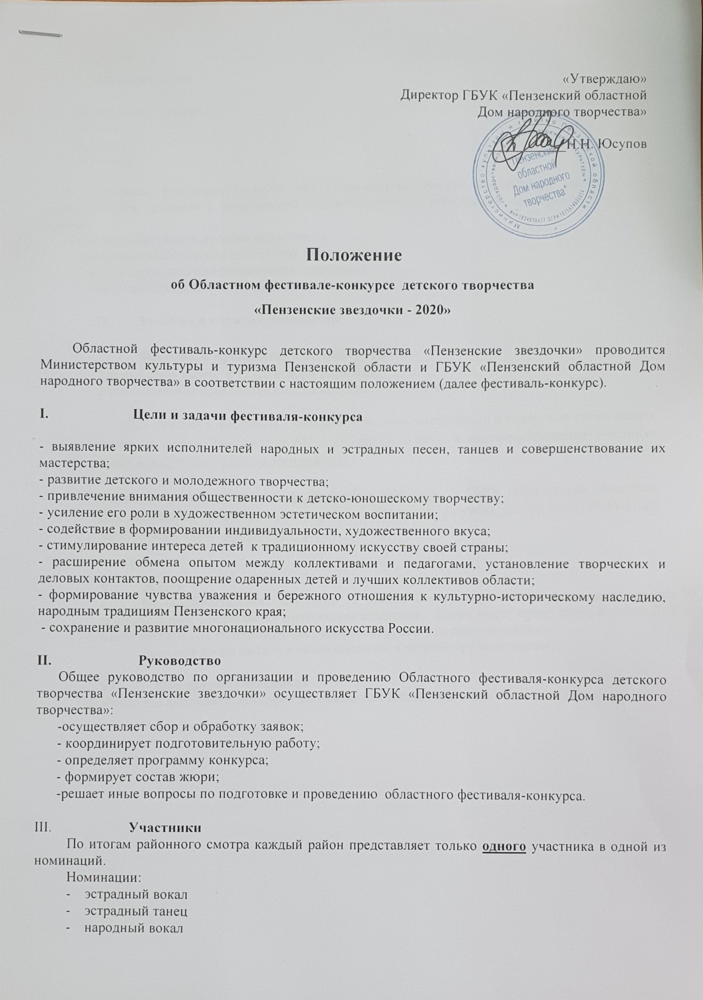 «Утверждаю»
Директор ГБУК «Пензенский областной
Дом народного творчества»
Н.Н. Юсупов
Министерство культуры и туризма Пензенской области
Пензенский
областной
Дом народного
творчества"
Положение
об Областном фестивале-конкурсе детского творчества
«Пензенские звездочки - 2020»
Областной фестиваль-конкурс детского творчества «Пензенские звездочки» проводится
Министерством культуры и туризма Пензенской области и ГБУК «Пензенский областной Дом
народного творчества» в соответствии с настоящим положением (далее фестиваль-конкурс).
I. Цели и задачи фестиваля-конкурса
- выявление ярких исполнителей народных и эстрадных песен, танцев и совершенствование их
мастерства;
- развитие детского и молодежного творчества;
- привлечение внимания общественности к детско-юношескому творчеству;
- усиление его роли в художественном эстетическом воспитании;
- содействие в формировании индивидуальности, художественного вкуса;
- стимулирование интереса детей к традиционному искусству своей страны;
- расширение обмена опытом между коллективами и педагогами, установление творческих и
деловых контактов, поощрение одаренных детей и лучших коллективов области;
- формирование чувства уважения и бережного отношения к культурно-историческому наследию,
народным традициям Пензенского края;
- сохранение и развитие многонационального искусства России.
II. Руководство
Общее руководство по организации и проведению Областного фестиваля-конкурса детского
творчества «Пензенские звездочки» осуществляет ГБУК «Пензенский областной Дом народного
творчества»:
-осуществляет сбор и обработку заявок;
- координирует подготовительную работу;
- определяет программу конкурса;
- формирует состав жюри;
-решает иные вопросы по подготовке и проведению областного фестиваля-конкурса.
III. Участники
По итогам районного смотра каждый район представляет только одного участника в одной из
номинаций.
Номинации:
- эстрадный вокал
- эстрадный танец
- народный вокал